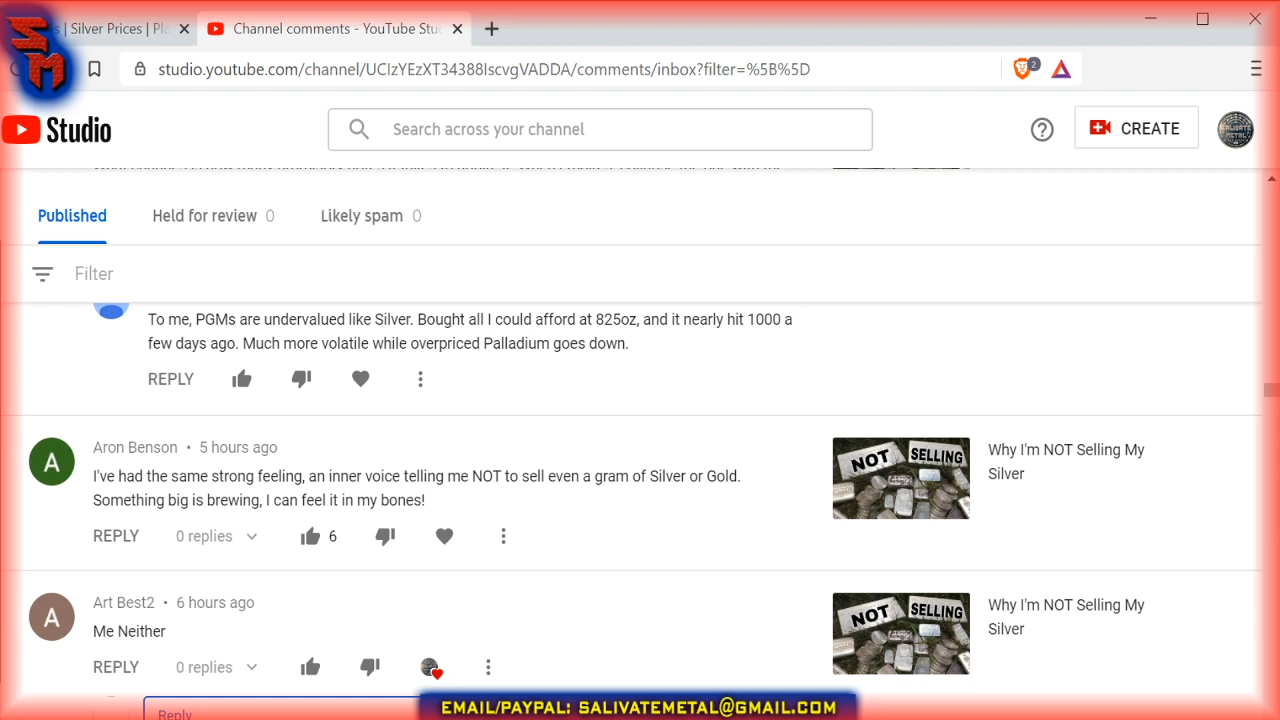 SM
s | Silver Prices | Pla
Channel comments - YouTube Stu
studio.youtube.com/channel/UCIzYEzXT34388IscvgVADDA/comments/inbox?filter=%5B%5D
2
Studio
Search across your channel
CREATE
SALIVATE METAL
Published
Held for review 0
Likely spam 0
Filter
To me, PGMs are undervalued like Silver. Bought all I could afford at 825oz, and it nearly hit 1000 a
few days ago. Much more volatile while overpriced Palladium goes down.
REPLY
A
Aron Benson • 5 hours ago
I've had the same strong feeling, an inner voice telling me NOT to sell even a gram of Silver or Gold.
Something big is brewing, I can feel it in my bones!
REPLY 0 replies 6
NOT SELLING
Why I'm NOT Selling My
Silver
A
Art Best2 • 6 hours ago
Me Neither
REPLY 0 replies
NOT SELLING
Why I'm NOT Selling My
Silver
Reply
EMAIL/PAYPAL: SALIVATEMETAL@GMAIL.COM